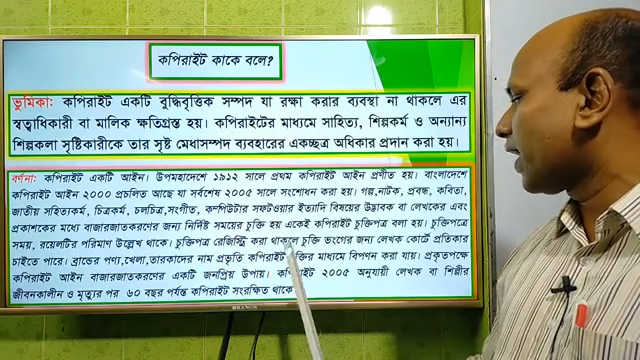 কপিরাইট কাকে বলে?
ভুমিকা: কপিরাইট একটি বুদ্ধিবৃত্তিক সম্পদ যা রক্ষা করার ব্যবস্থা না থাকলে এর
স্বত্বাধিকারী বা মালিক ক্ষতিগ্রস্ত হয়। কপিরাইটের মাধ্যমে সাহিত্য, শিল্পকর্ম ও অন্যান্য
শিল্পকলা সৃষ্টিকারীকে তার সৃষ্ট মেধাসম্পদ ব্যবহারের একচ্ছত্র অধিকার প্রদান করা হয়।
বর্ণনা: কপিরাইট একটি আইন। উপমহাদেশে ১৯১২ সালে প্রথম কপিরাইট আইন প্রণীত হয়। বাংলাদেশে
কপিরাইট আইন ২০০০ প্রচলিত আছে যা সর্বশেষ ২০০৫ সালে সংশোধন করা হয়। গল্প,নাটক, প্রবন্ধ, কবিতা,
জাতীয় সহিত্যকর্ম, চিত্রকর্ম, চলচিত্র,সংগীত, কম্পিউটার সফটওয়ার ইত্যাদি বিষয়ের উদ্ভাবক বা লেখকের এবং
প্রকাশকের মধ্যে বাজারজাতকরণের জন্য নির্দিষ্ট সময়ের চুক্তি হয় একেই কপিরাইট চুক্তিপত্র বলা হয়। চুক্তিপত্রে
সময়, রয়েলটির পরিমাণ উল্লেখ থাকে। চুক্তিপত্র রেজিস্ট্রি করা থাকলে চুক্তি ভংগের জন্য লেখক কোর্টে প্রতিকার
চাইতে পারে। ব্রান্ডের পণ্য,খেলা,তারকাদের নাম প্রভৃতি কপিরাইট চুক্তির মাধ্যমে বিপণন করা যায়। প্রকৃতপক্ষে
কপিরাইট আইন বাজারজাতকরণের একটি জনপ্রিয় উপায়। কপিরাইট ২০০৫ অনুযায়ী লেখক বা শিল্পীর
জীবনকালীন ও মৃত্যুর পর ৬০ বছর পর্যন্ত কপিরাইট সংরক্ষিত থাকে